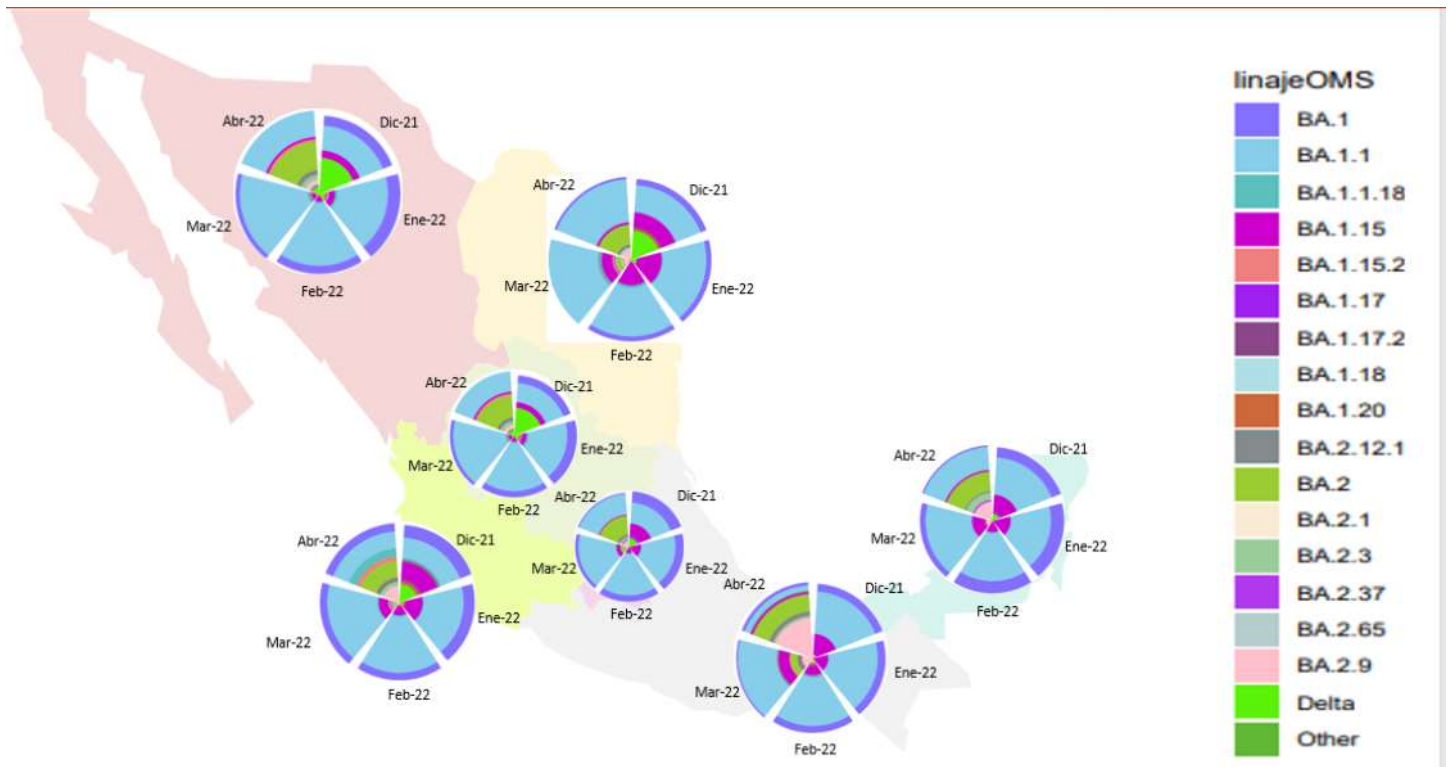 linajeOMS
BA.1
BA.1.1
BA.1.1.18
BA.1.15
BA.1.15.2
BA.1.17
BA.1.17.2
BA.1.18
BA.1.20
BA.2.12.1
BA.2
BA.2.1
BA.2.3
BA.2.37
BA.2.65
BA.2.9
Delta
Other
Abr-22
Dic-21
Mar-22
Ene-22
Feb-22
Abr-22
Dic-21
Mar-22
Ene-22
Feb-22
Abr-22
Dic-21
Mar-22
Ene-22
Feb-22
Abr-22
Dic-21
Mar-22
Ene-22
Feb-22
Abr-22
Dic-21
Mar-22
Ene-22
Feb-22
Abr-22
Dic-21
Mar-22
Ene-22
Feb-22
Abr-22
Dic-21
Mar-22
Ene-22
Feb-22